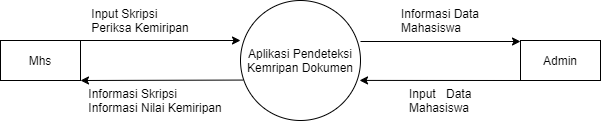 Input Skripsi
Periksa Kemiripan
Informasi Data
Mahasiswa
Mhs
Aplikasi Pendeteksi
Kemripan Dokumen
Admin
Informasi Skripsi
Informasi Nilai Kemiripan
Input Data
Mahasiswa